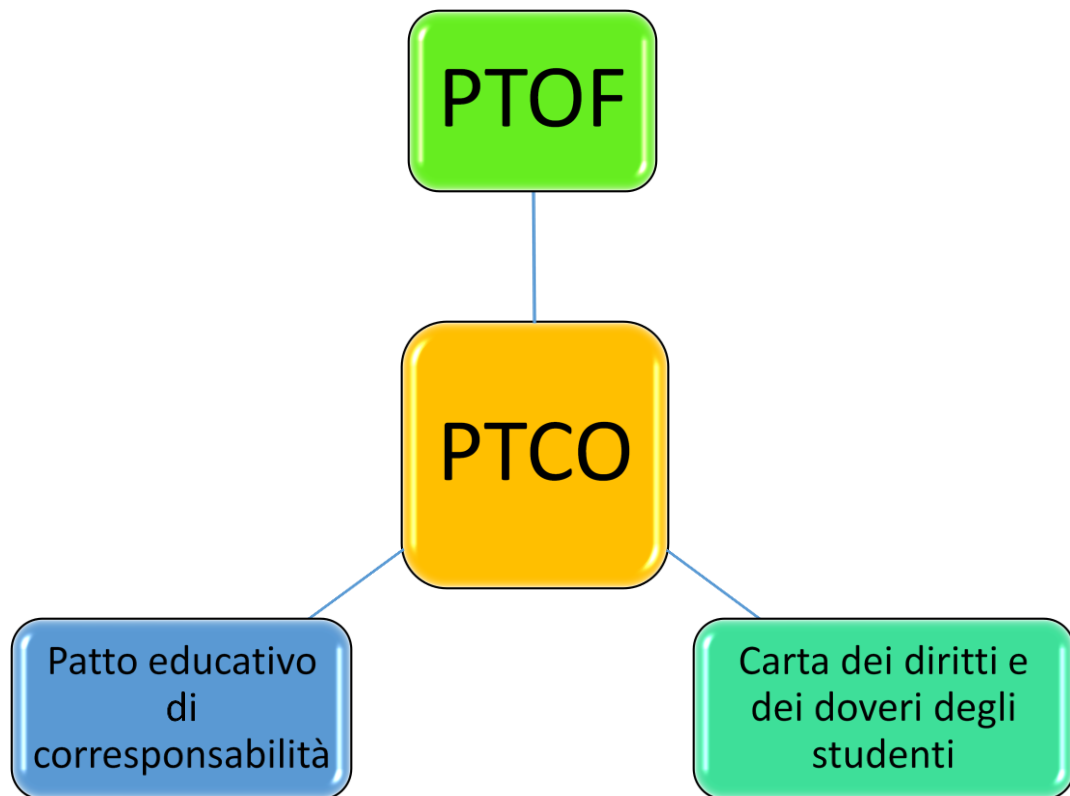 PTOF
PTCO
Patto educativo
di
corresponsabilità
Carta dei diritti e
dei doveri degli
studenti